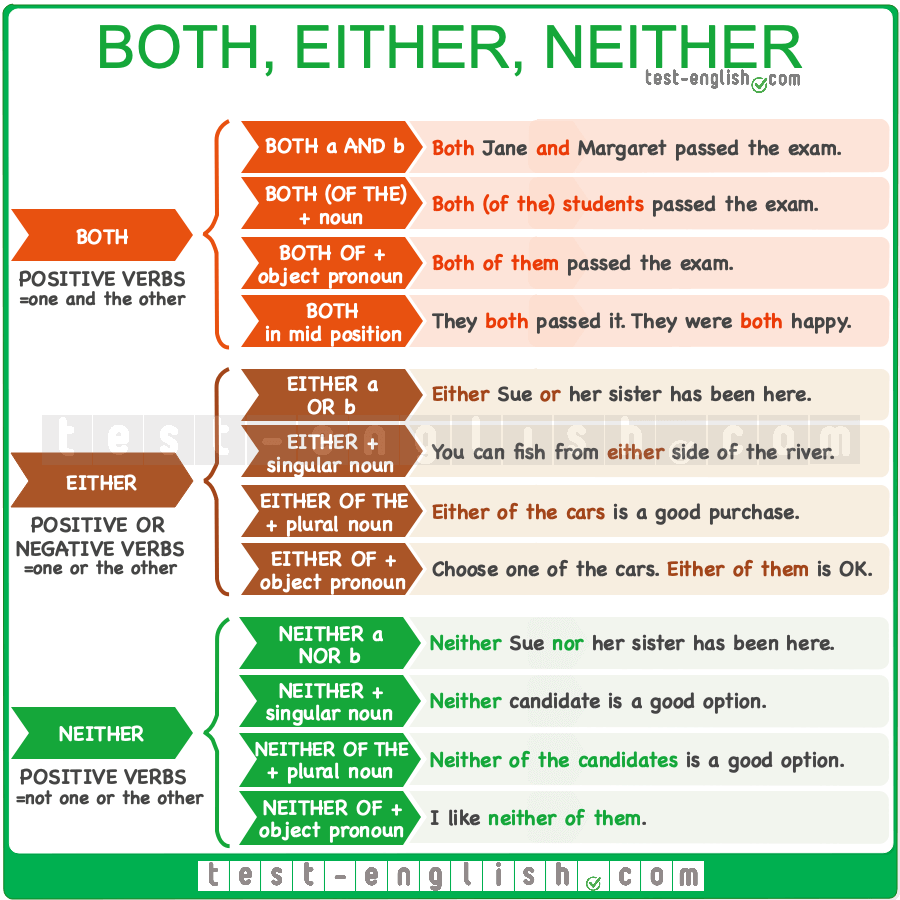 BOTH, EITHER, NEITHER
test-english.com
BOTH
POSITIVE VERBS
=one and the other
BOTH a AND b
Both Jane and Margaret passed the exam.
BOTH (OF THE)
+ noun
Both (of the) students passed the exam.
BOTH OF +
object pronoun
Both of them passed the exam.
BOTH
in mid position
They both passed it. They were both happy.
EITHER
POSITIVE OR
NEGATIVE VERBS
=one or the other
EITHER a
OR b
Either Sue or her sister has been here.
test-english.com
EITHER +
singular noun
You can fish from either side of the river.
EITHER OF THE
+ plural noun
Either of the cars is a good purchase.
EITHER OF +
object pronoun
Choose one of the cars. Either of them is OK.
NEITHER
POSITIVE VERBS
=not one or the other
NEITHER a
NOR b
Neither Sue nor her sister has been here.
NEITHER +
singular noun
Neither candidate is a good option.
NEITHER OF THE
+ plural noun
Neither of the candidates is a good option.
NEITHER OF +
object pronoun
I like neither of them.
test-english.com